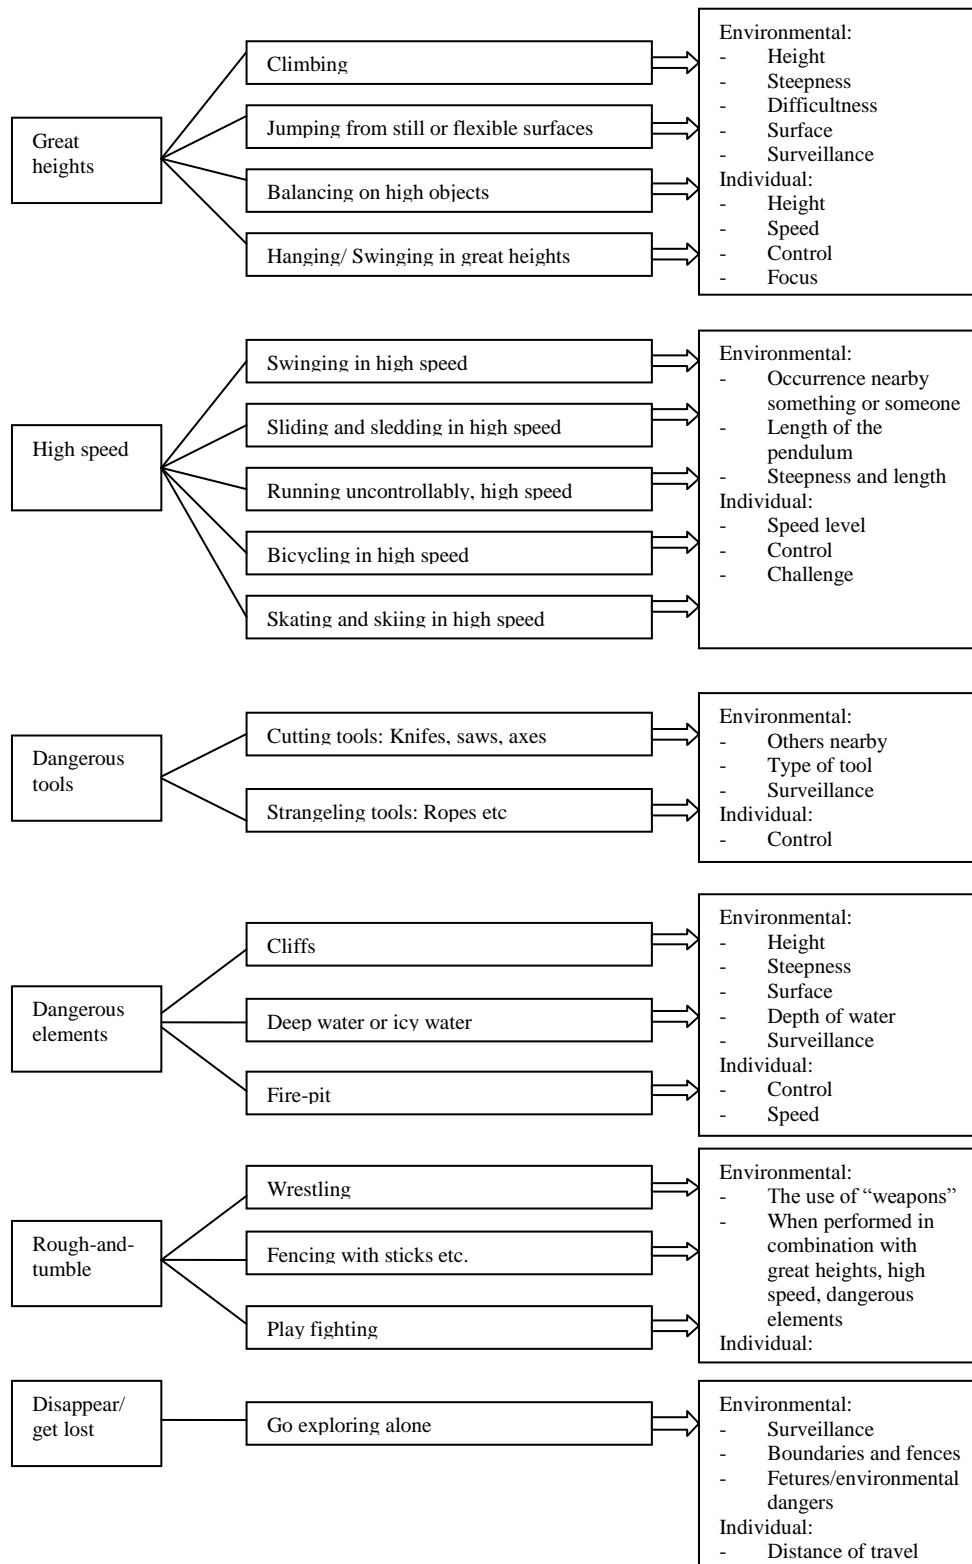 Great
heights
Climbing
Jumping from still or flexible surfaces
Balancing on high objects
Hanging/ Swinging in great heights
Environmental:
- Height
- Steepness
- Difficultness
- Surface
- Surveillance
Individual:
- Height
- Speed
- Control
- Focus
High speed
Swinging in high speed
Sliding and sledding in high speed
Running uncontrollably, high speed
Bicycling in high speed
Skating and skiing in high speed
Environmental:
- Occurrence nearby
something or someone
- Length of the
pendulum
- Steepness and length
Individual:
- Speed level
- Control
- Challenge
Dangerous
tools
Cutting tools: Knifes, saws, axes
Strangeling tools: Ropes etc
Environmental:
- Others nearby
- Type of tool
- Surveillance
Individual:
- Control
Dangerous
elements
Cliffs
Deep water or icy water
Fire-pit
Environmental:
- Height
- Steepness
- Surface
- Depth of water
- Surveillance
Individual:
- Control
- Speed
Rough-and-
tumble
Wrestling
Fencing with sticks etc.
Play fighting
Environmental:
- The use of “weapons”
- When performed in
combination with
great heights, high
speed, dangerous
elements
Individual:
Disappear/
get lost
Go exploring alone
Environmental:
- Surveillance
- Boundaries and fences
- Fetures/environmental
dangers
Individual:
- Distance of travel